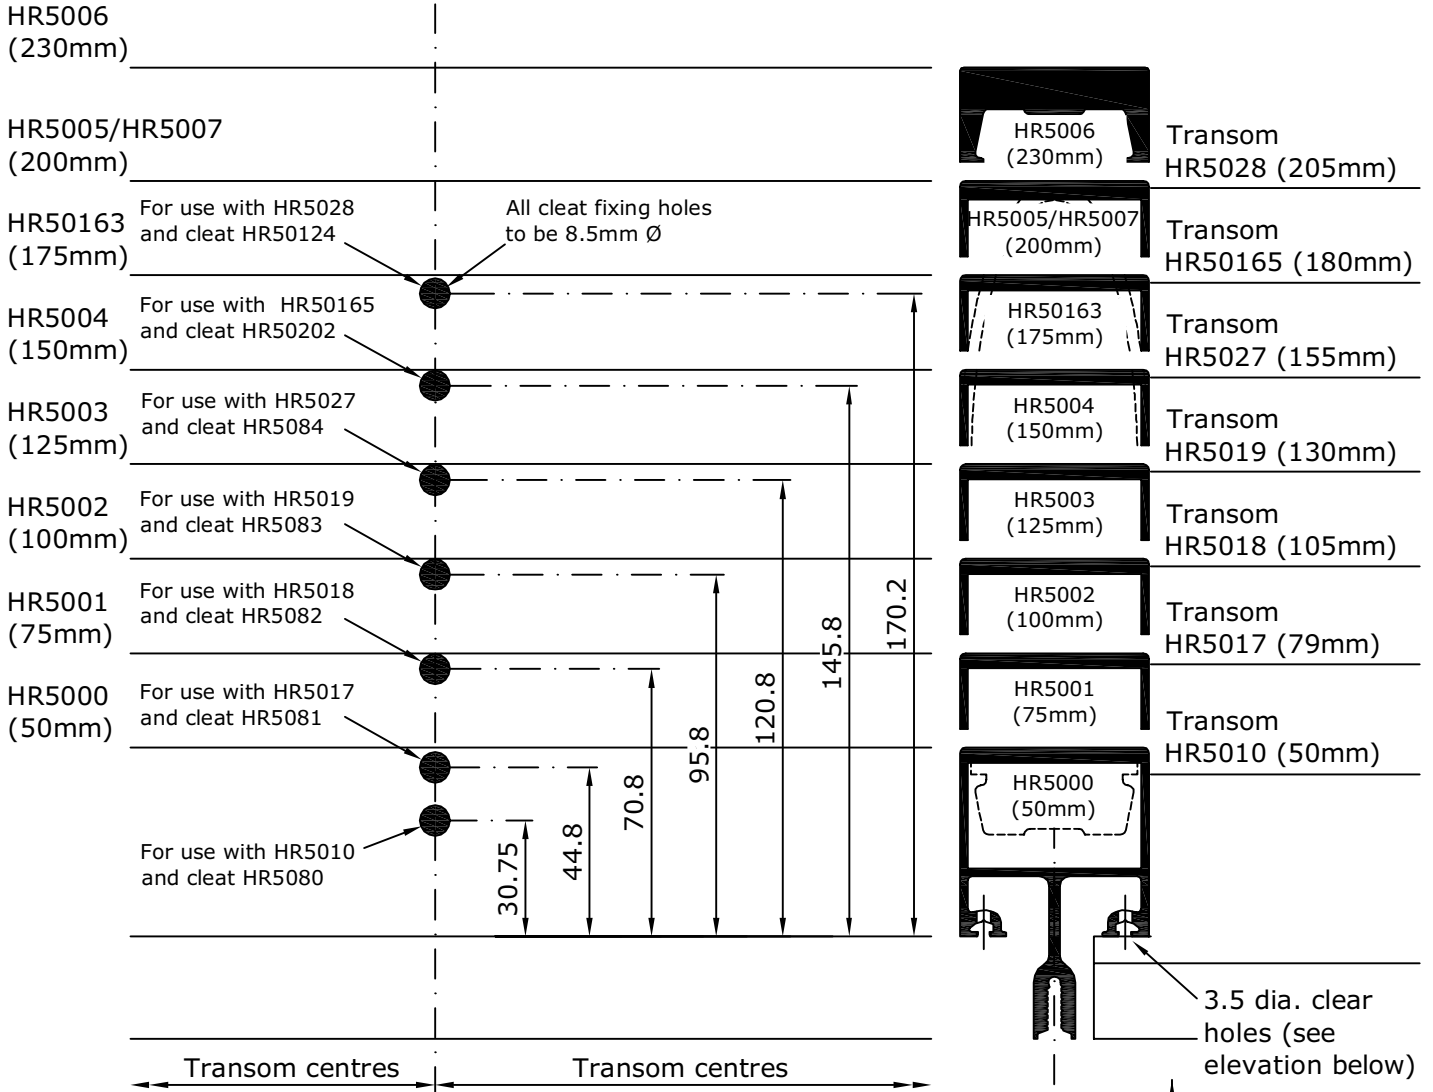 HR5006
(230mm)
HR5005/HR5007
(200mm)
HR50163
(175mm)
HR5004
(150mm)
HR5003
(125mm)
HR5002
(100mm)
HR5001
(75mm)
HR5000
(50mm)
For use with HR5028
and cleat HR50124
All cleat fixing holes
to be 8.5mm Ø
For use with HR50165
and cleat HR50202
For use with HR5027
and cleat HR5084
For use with HR5019
and cleat HR5083
For use with HR5018
and cleat HR5082
For use with HR5017
and cleat HR5081
For use with HR5010
and cleat HR5080
30.75
44.8
70.8
95.8
120.8
145.8
170.2
HR5006
(230mm)
HR5005/HR5007
(200mm)
HR50163
(175mm)
HR5004
(150mm)
HR5003
(125mm)
HR5002
(100mm)
HR5001
(75mm)
HR5000
(50mm)
Transom
HR5028 (205mm)
Transom
HR50165 (180mm)
Transom
HR5027 (155mm)
Transom
HR5019 (130mm)
Transom
HR5018 (105mm)
Transom
HR5017 (79mm)
Transom
HR5010 (50mm)
3.5 dia. clear
holes (see
elevation below)
Transom centres
Transom centres